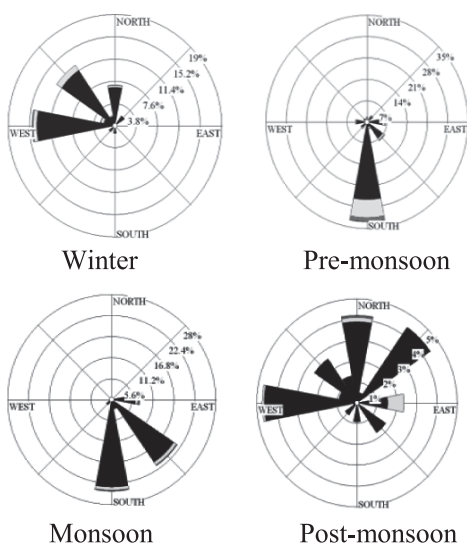 NORTH
19%
15.2%
11.4%
7.6%
3.8%
WEST
EAST
SOUTH
Winter
NORTH
35%
28%
21%
14%
7%
WEST
EAST
SOUTH
Pre-monsoon
NORTH
28%
22.4%
16.8%
11.2%
5.6%
WEST
EAST
SOUTH
Monsoon
NORTH
5%
4%
3%
2%
1%
WEST
EAST
SOUTH
Post-monsoon